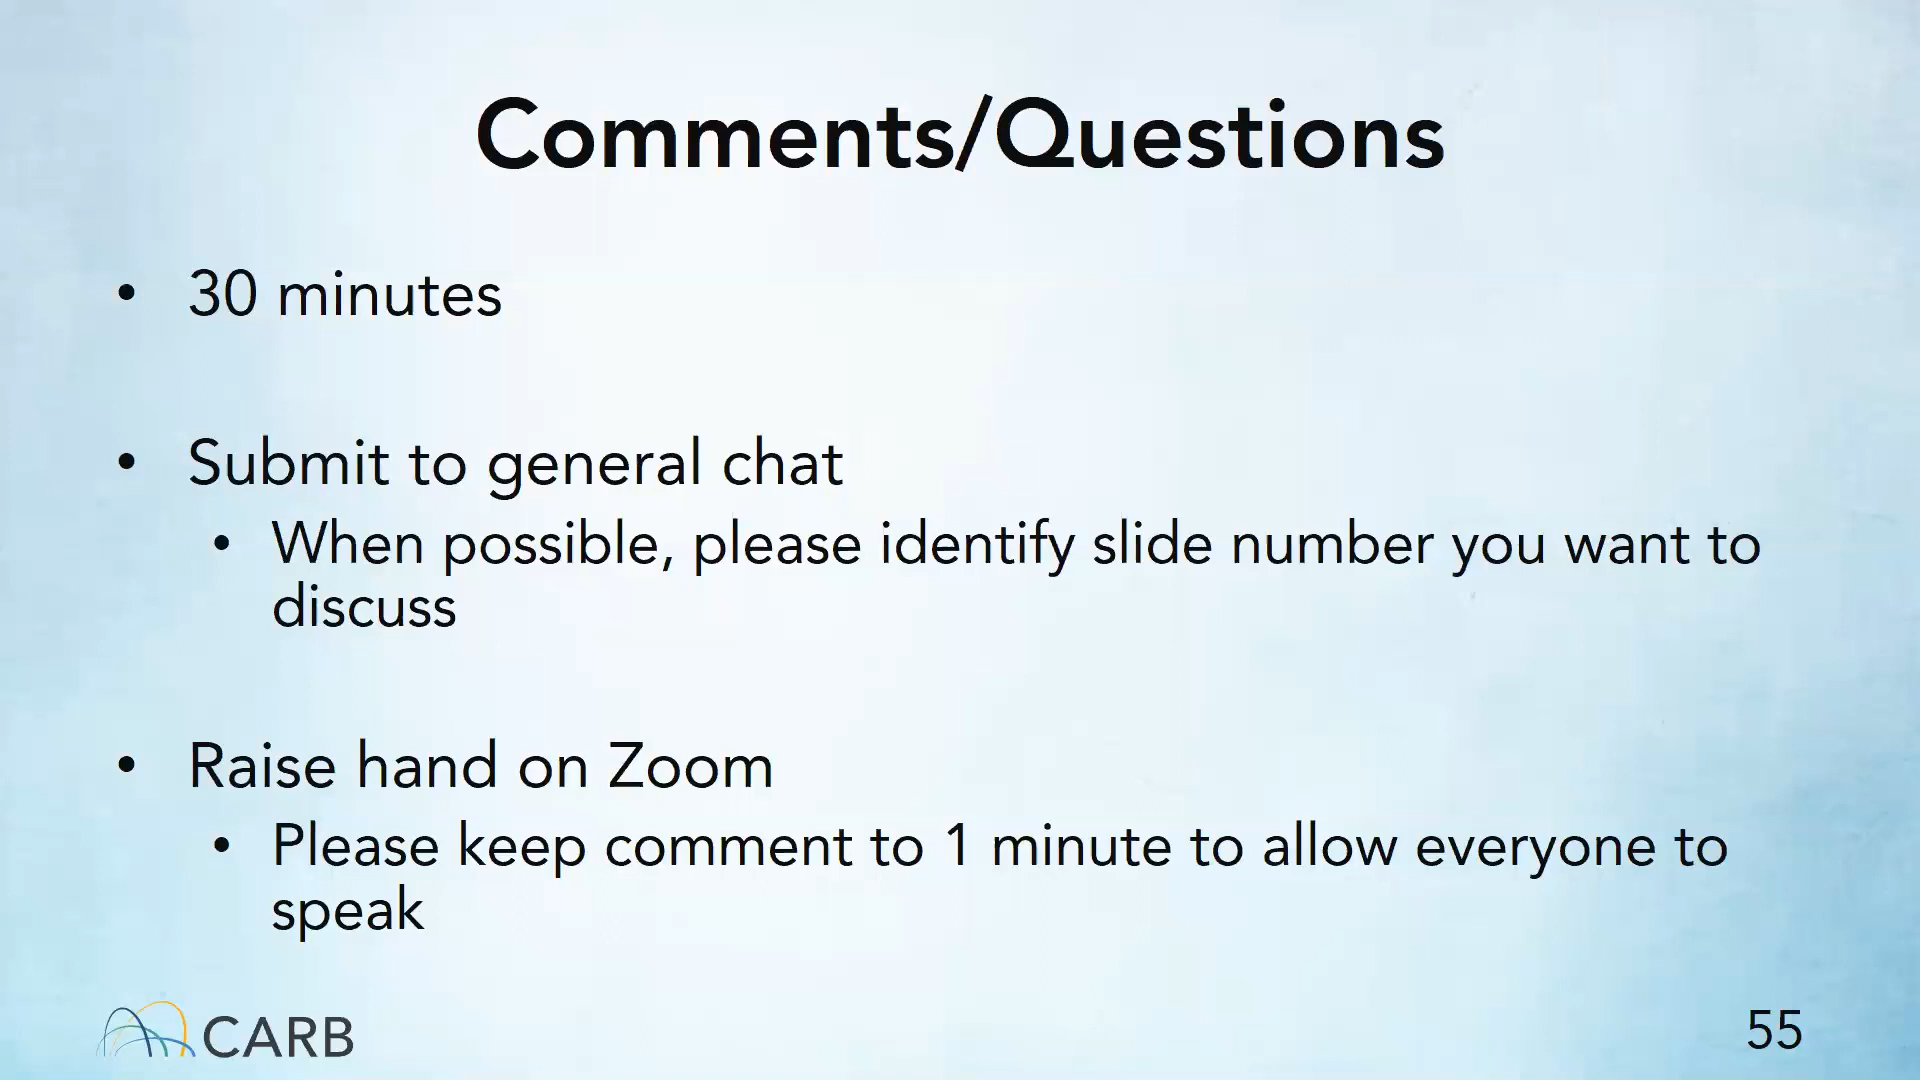 Comments/Questions
• 30 minutes
• Submit to general chat
• When possible, please identify slide number you want to
discuss
• Raise hand on Zoom
• Please keep comment to 1 minute to allow everyone to
speak
CARB
55